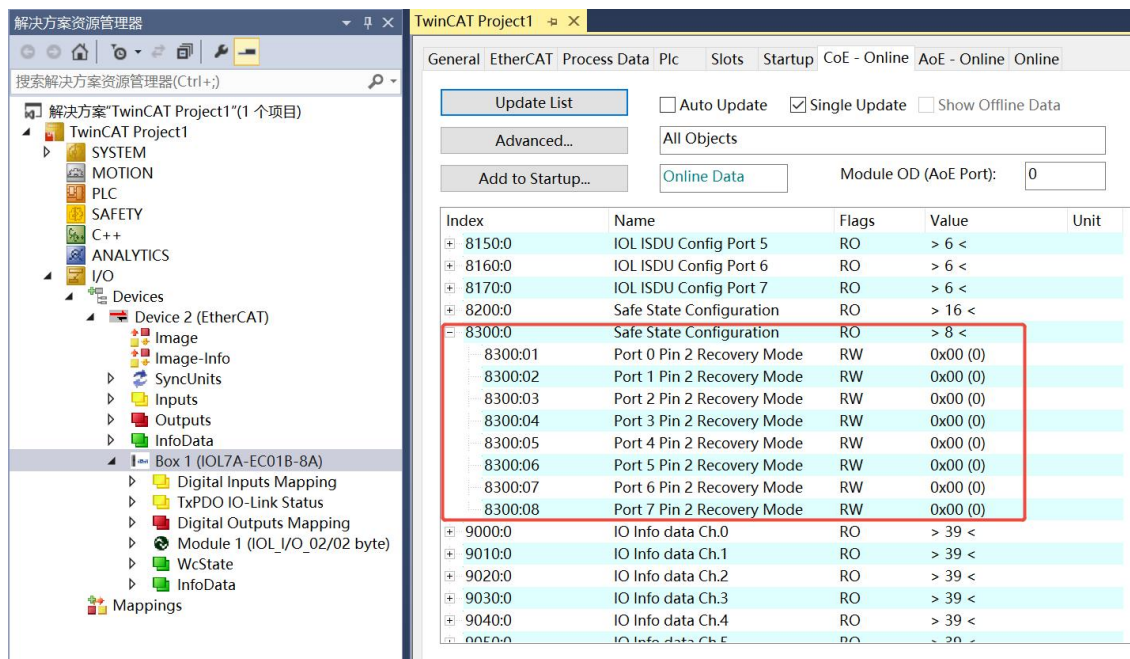 解决方案资源管理器
搜索解决方案资源管理器(Ctrl+;)
解决方案"TwinCAT Project1"(1 个项目)
TwinCAT Project1
SYSTEM
MOTION
PLC
SAFETY
C++
ANALYTICS
I/O
Devices
Device 2 (EtherCAT)
Image
Image-Info
SyncUnits
Inputs
Outputs
InfoData
Box 1 (IOL7A-EC01B-8A)
Digital Inputs Mapping
TxPDO IO-Link Status
Digital Outputs Mapping
Module 1 (IOL_I/O_02/02 byte)
WcState
InfoData
Mappings
TwinCAT Project1
General EtherCAT Process Data Plc Slots Startup CoE - Online AoE - Online Online
Update List Auto Update Single Update Show Offline Data
Advanced... All Objects
Add to Startup... Online Data Module OD (AoE Port): 0
Index Name Flags Value Unit
8150:0 IOL ISDU Config Port 5 RO > 6 <
8160:0 IOL ISDU Config Port 6 RO > 6 <
8170:0 IOL ISDU Config Port 7 RO > 6 <
8200:0 Safe State Configuration RO > 16 <
8300:0 Safe State Configuration RO > 8 <
8300:01 Port 0 Pin 2 Recovery Mode RW 0x00 (0)
8300:02 Port 1 Pin 2 Recovery Mode RW 0x00 (0)
8300:03 Port 2 Pin 2 Recovery Mode RW 0x00 (0)
8300:04 Port 3 Pin 2 Recovery Mode RW 0x00 (0)
8300:05 Port 4 Pin 2 Recovery Mode RW 0x00 (0)
8300:06 Port 5 Pin 2 Recovery Mode RW 0x00 (0)
8300:07 Port 6 Pin 2 Recovery Mode RW 0x00 (0)
8300:08 Port 7 Pin 2 Recovery Mode RW 0x00 (0)
9000:0 IO Info data Ch.0 RO > 39 <
9010:0 IO Info data Ch.1 RO > 39 <
9020:0 IO Info data Ch.2 RO > 39 <
9030:0 IO Info data Ch.3 RO > 39 <
9040:0 IO Info data Ch.4 RO > 39 <
9050:0 IO Info data Ch.5 RO > 39 <